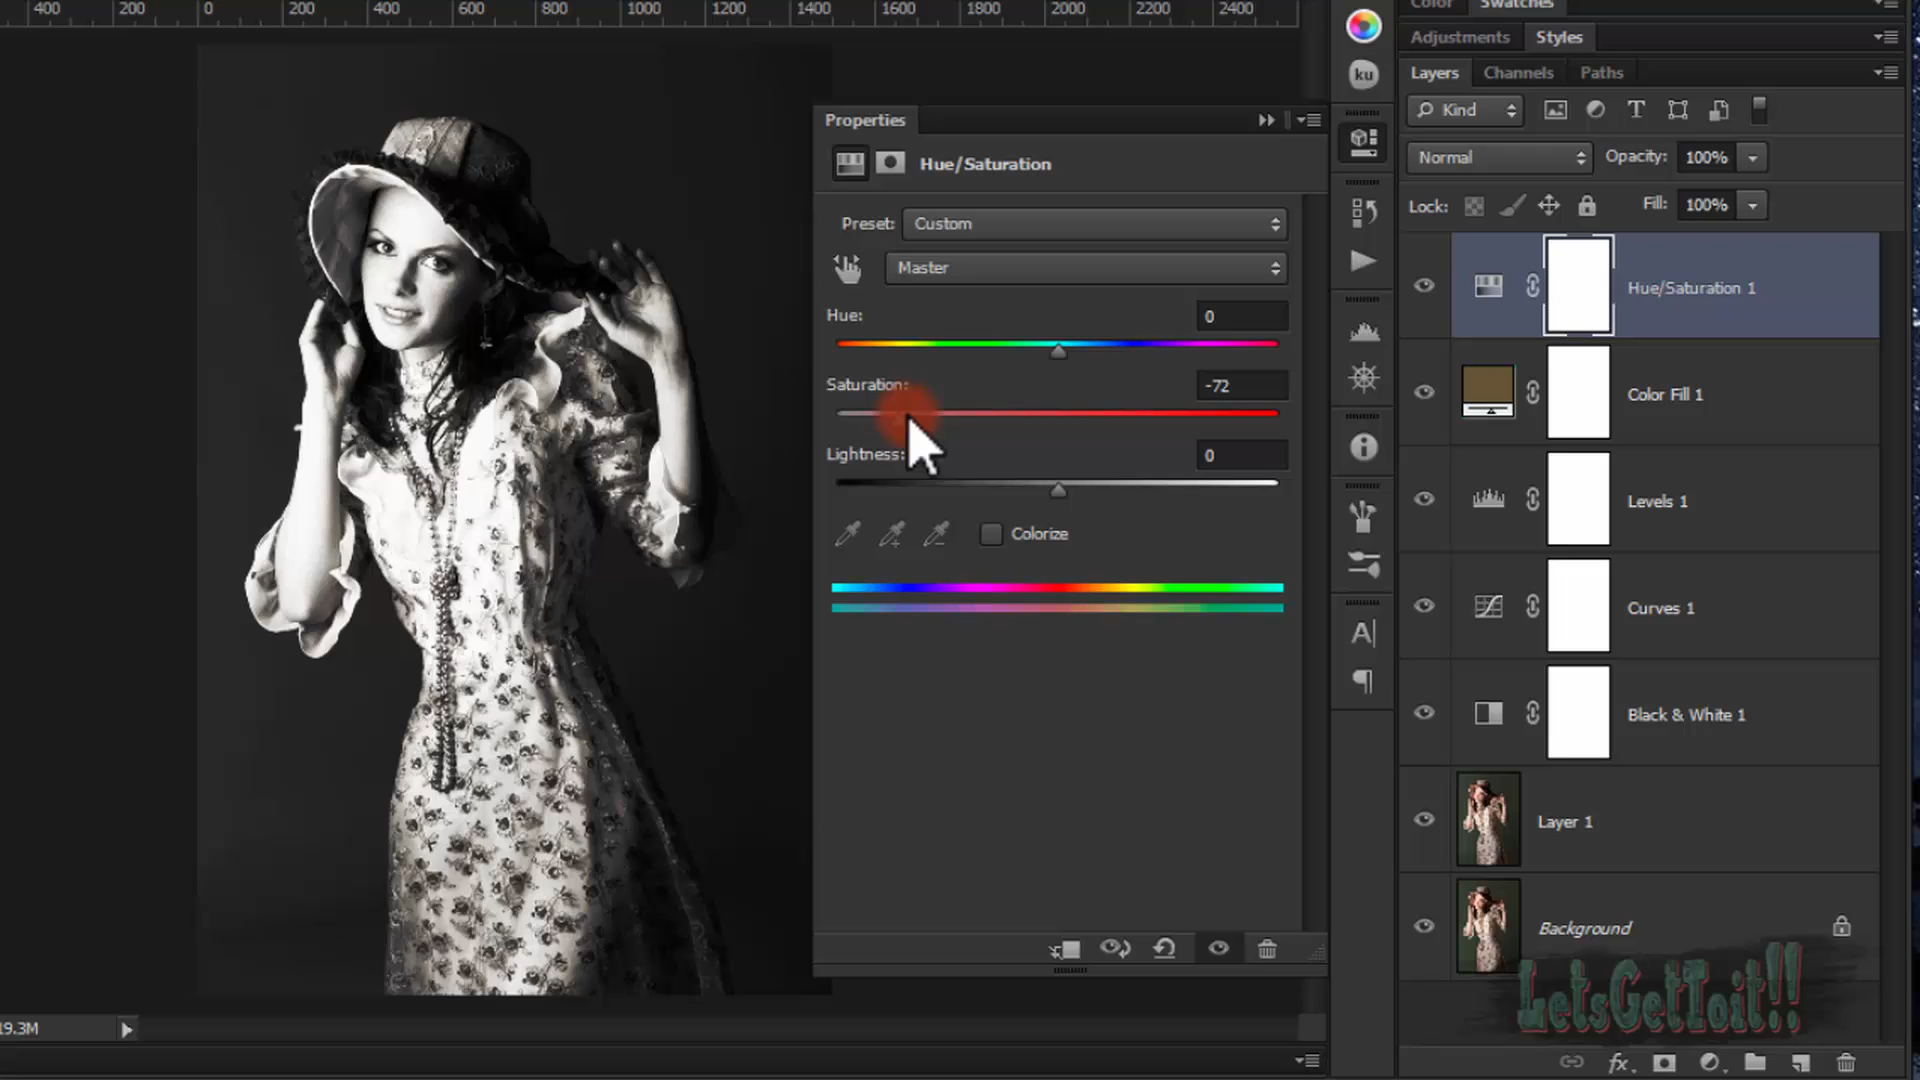 400 200 0 200 400 600 800 1000 1200 1400 1600 1800 2000 2200 2400
Color Swatches
Adjustments Styles
Layers Channels Paths
ku
Kind T
Normal Opacity: 100%
Lock: Fill: 100%
Properties
Hue/Saturation
Preset: Custom
Master
Hue: 0
Saturation: -72
Lightness: 0
Colorize
Hue/Saturation 1
Color Fill 1
Levels 1
Curves 1
Black & White 1
Layer 1
Background
A
LetsGetToit!!
19.3M
fx